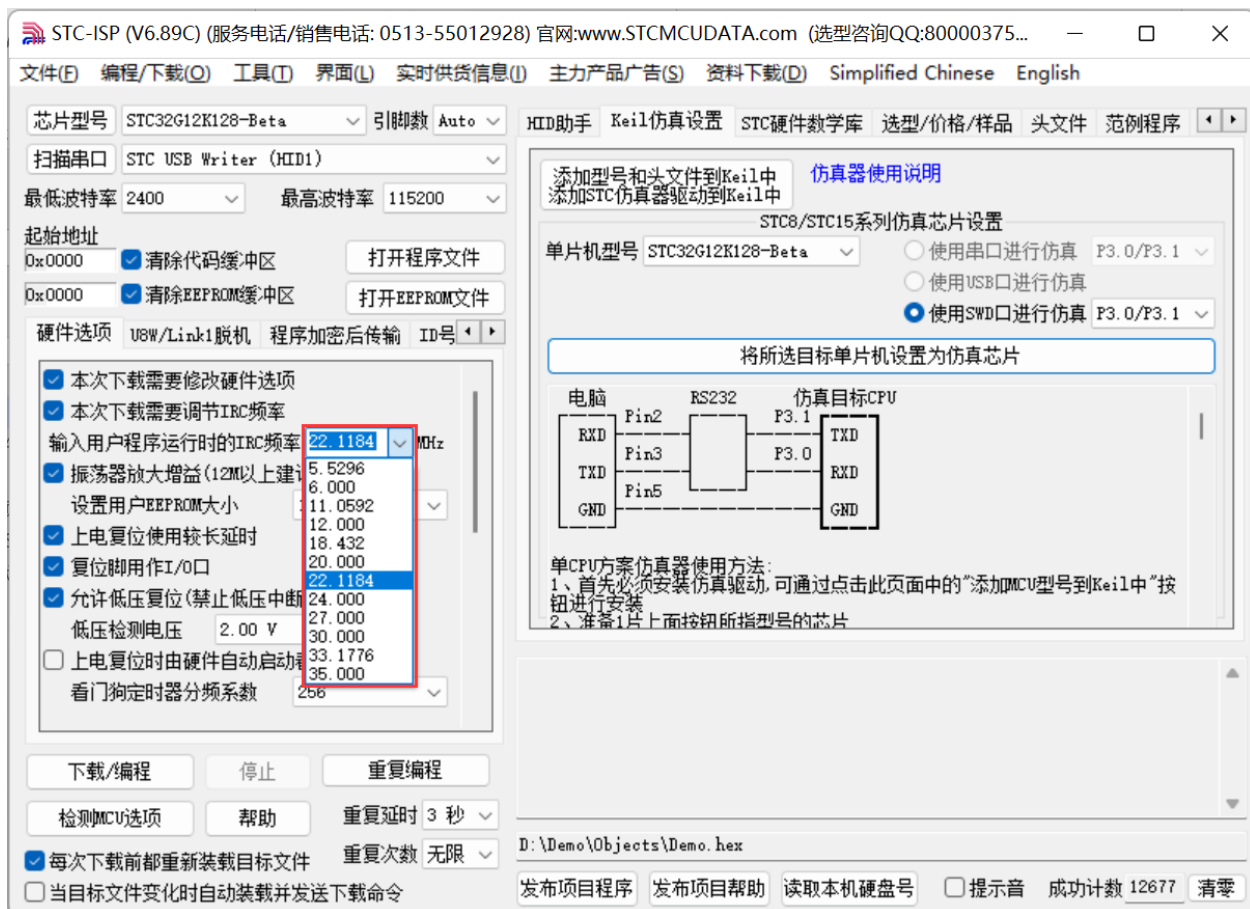 STC-ISP (V6.89C) (服务电话/销售电话: 0513-55012928) 官网:www.STCMCUDATA.com (选型咨询QQ:80000375...
文件(F) 编程/下载(O) 工具(T) 界面(L) 实时供货信息(I) 主力产品广告(S) 资料下载(D) Simplified Chinese English
芯片型号 STC32G12K128-Beta 引脚数 Auto
扫描串口 STC USB Writer (HID1)
最低波特率 2400 最高波特率 115200
起始地址
0x0000 清除代码缓冲区 打开程序文件
0x0000 清除EEPROM缓冲区 打开EEPROM文件
硬件选项 U8W/Link1脱机 程序加密后传输 ID号
本次下载需要修改硬件选项
本次下载需要调节IRC频率
输入用户程序运行时的IRC频率 22.1184 MHz
振荡器放大增益(12M以上建
设置用户EEPROM大小
上电复位使用较长延时
复位脚用作I/O口
允许低压复位(禁止低压中断
低压检测电压 2.00 V
上电复位时由硬件自动启动
看门狗定时器分频系数 256
5.5296
6.000
11.0592
12.000
18.432
20.000
22.1184
24.000
27.000
30.000
33.1776
35.000
下载/编程 停止 重复编程
检测MCU选项 帮助 重复延时 3 秒
每次下载前都重新装载目标文件 重复次数 无限
当目标文件变化时自动装载并发送下载命令
HID助手 Keil仿真设置 STC硬件数学库 选型/价格/样品 头文件 范例程序
添加型号和头文件到Keil中
添加STC仿真器驱动到Keil中
仿真器使用说明
STC8/STC15系列仿真芯片设置
单片机型号 STC32G12K128-Beta 使用串口进行仿真 P3.0/P3.1
使用USB口进行仿真
使用SWD口进行仿真 P3.0/P3.1
将所选目标单片机设置为仿真芯片
电脑 RS232 仿真目标CPU
Pin2 P3.1
RXD TXD
Pin3 P3.0
TXD RXD
Pin5
GND GND
单CPU方案仿真器使用方法:
1、首先必须安装仿真驱动,可通过点击此页面中的"添加MCU型号到Keil中"按
钮进行安装
2、准备1片上面按钮所指型号的芯片
D:\Demo\Objects\Demo.hex
发布项目程序 发布项目帮助 读取本机硬盘号 提示音 成功计数 12677 清零